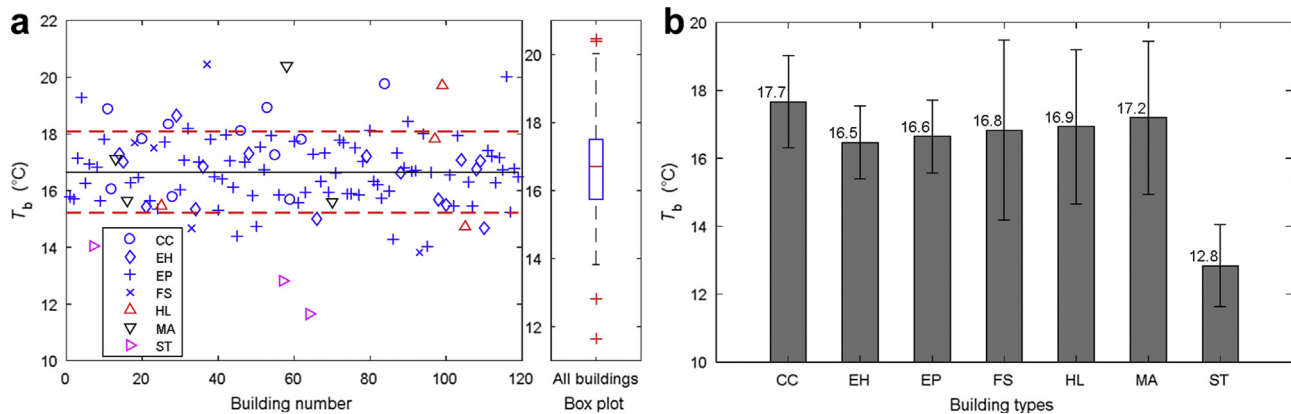 a
22
20
18
16
14
12
10
T_b (°C)
CC
EH
EP
FS
HL
MA
ST
0 20 40 60 80 100 120
Building number
20
18
16
14
12
All buildings
Box plot
b
20
18
16
14
12
10
T_b (°C)
17.7
16.5
16.6
16.8
16.9
17.2
12.8
CC EH EP FS HL MA ST
Building types